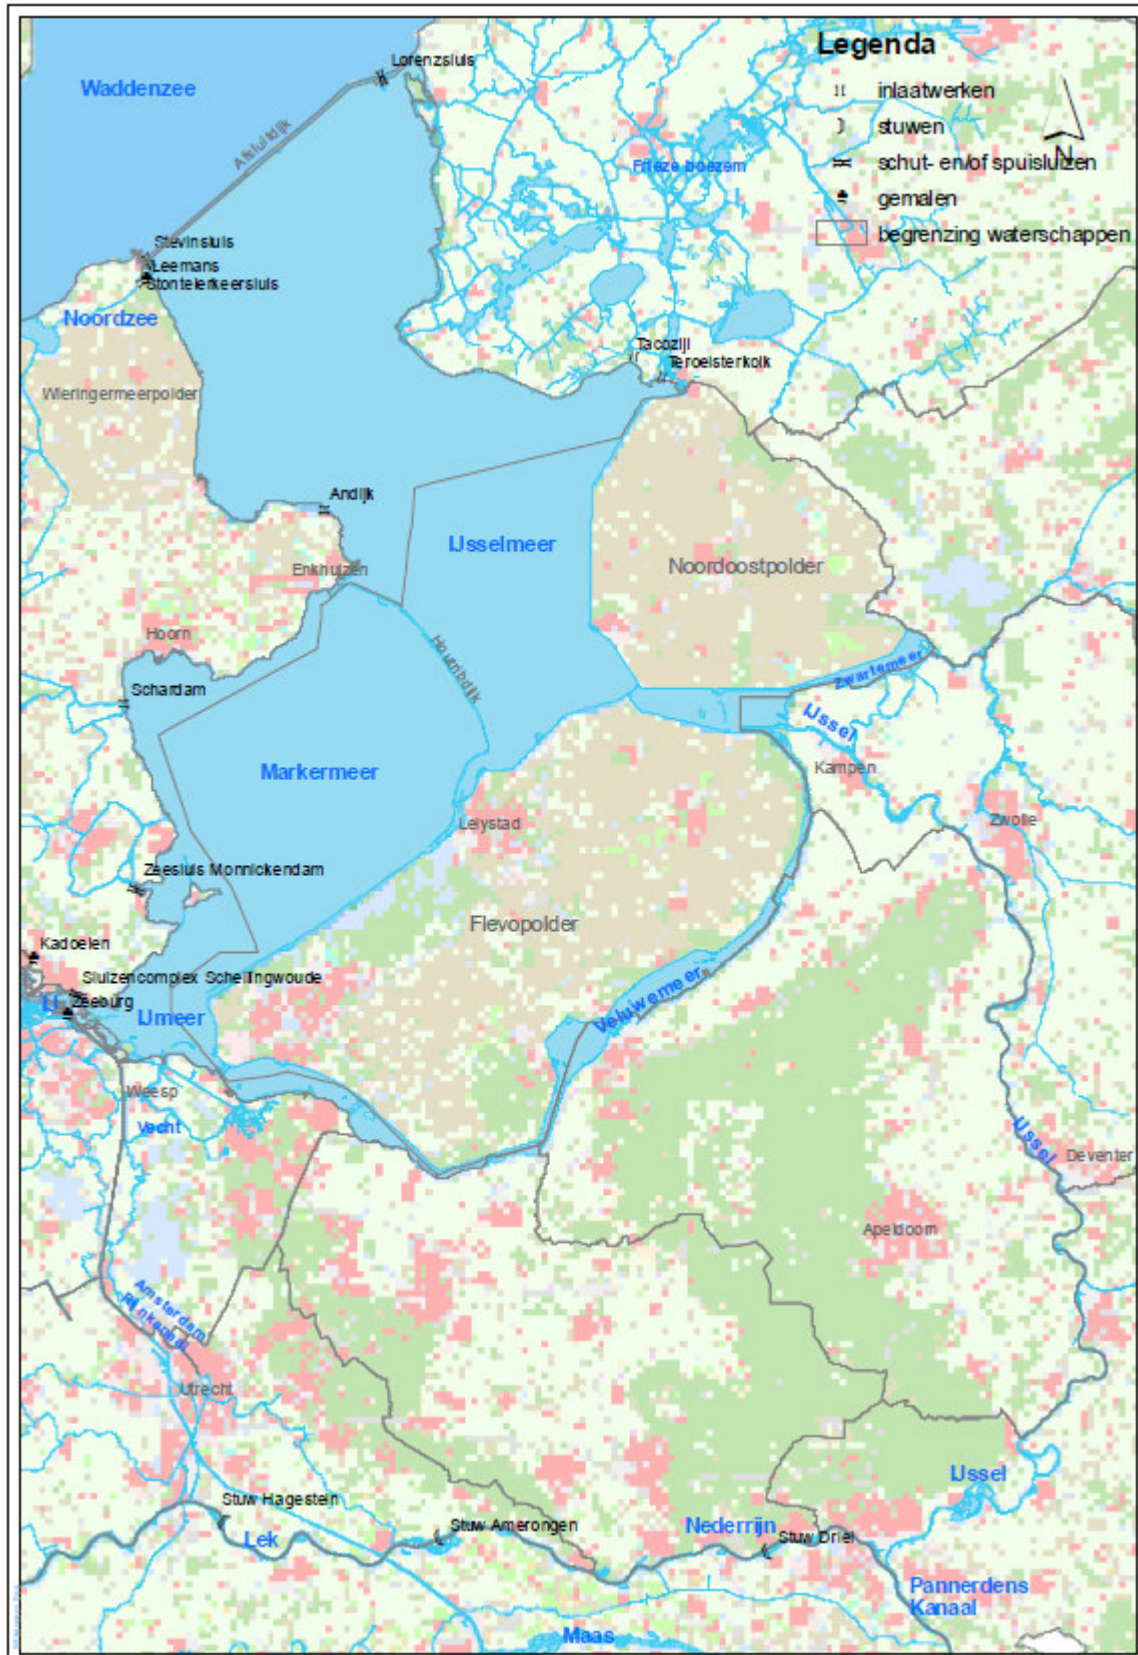 Legenda
inlaatwerken
stuwen
schut- en/of spuisluizen
gemalen
begrenzing waterschappen
N
Waddenzee
Lorenzsluis
Afsluitdijk
Frieze boezem
Stevinsluis
Leemans
Stontelerkeersluis
Noordzee
Tacozijl
Teroelsterkolk
Wieringermeerpolder
Andijk
IJsselmeer
Enkhuizen
Noordoostpolder
Hoorn
Houtribdijk
Zwartemeer
Schardam
IJssel
Markermeer
Kampen
Lelystad
Zwolle
Zeesluis Monnickendam
Flevopolder
Kadoelen
Sluizencomplex Schellingwoude
IJ
Zeeburg
IJmeer
Veluwemeer
Weesp
Vecht
IJssel
Deventer
Apeldoorn
Amsterdam
Rijnkanaal
Utrecht
IJssel
Stuw Hagestein
Lek
Stuw Amerongen
Nederrijn
Stuw Driel
Pannerdens
Kanaal
Maas